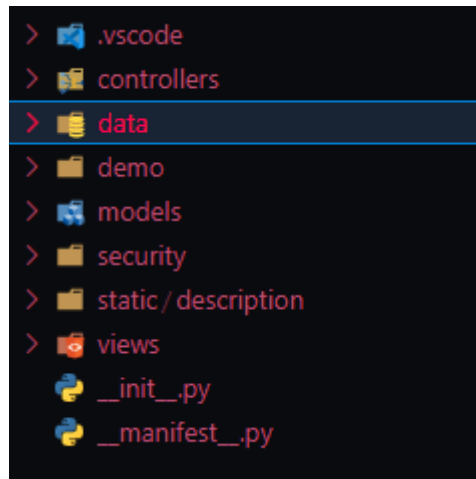 .vscode
controllers
data
demo
models
security
static/description
views
__init__.py
__manifest__.py